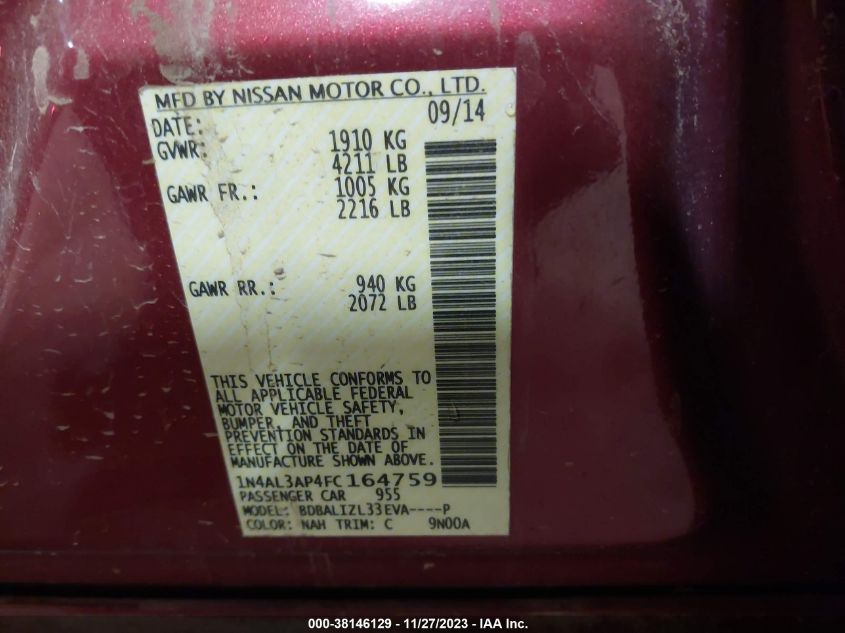 MFD BY NISSAN MOTOR CO., LTD.
DATE: 09/14
GVWR: 1910 KG
4211 LB
GAWR FR.: 1005 KG
2216 LB
GAWR RR.: 940 KG
2072 LB
THIS VEHICLE CONFORMS TO
ALL APPLICABLE FEDERAL
MOTOR VEHICLE SAFETY,
BUMPER, AND THEFT
PREVENTION STANDARDS IN
EFFECT ON THE DATE OF
MANUFACTURE SHOWN ABOVE.
1N4AL3AP4FC164759
PASSENGER CAR 955
MODEL: BDBALIZL33EVA----P
COLOR: NAH TRIM: C 9N00A
000-38146129 - 11/27/2023 - IAA Inc.